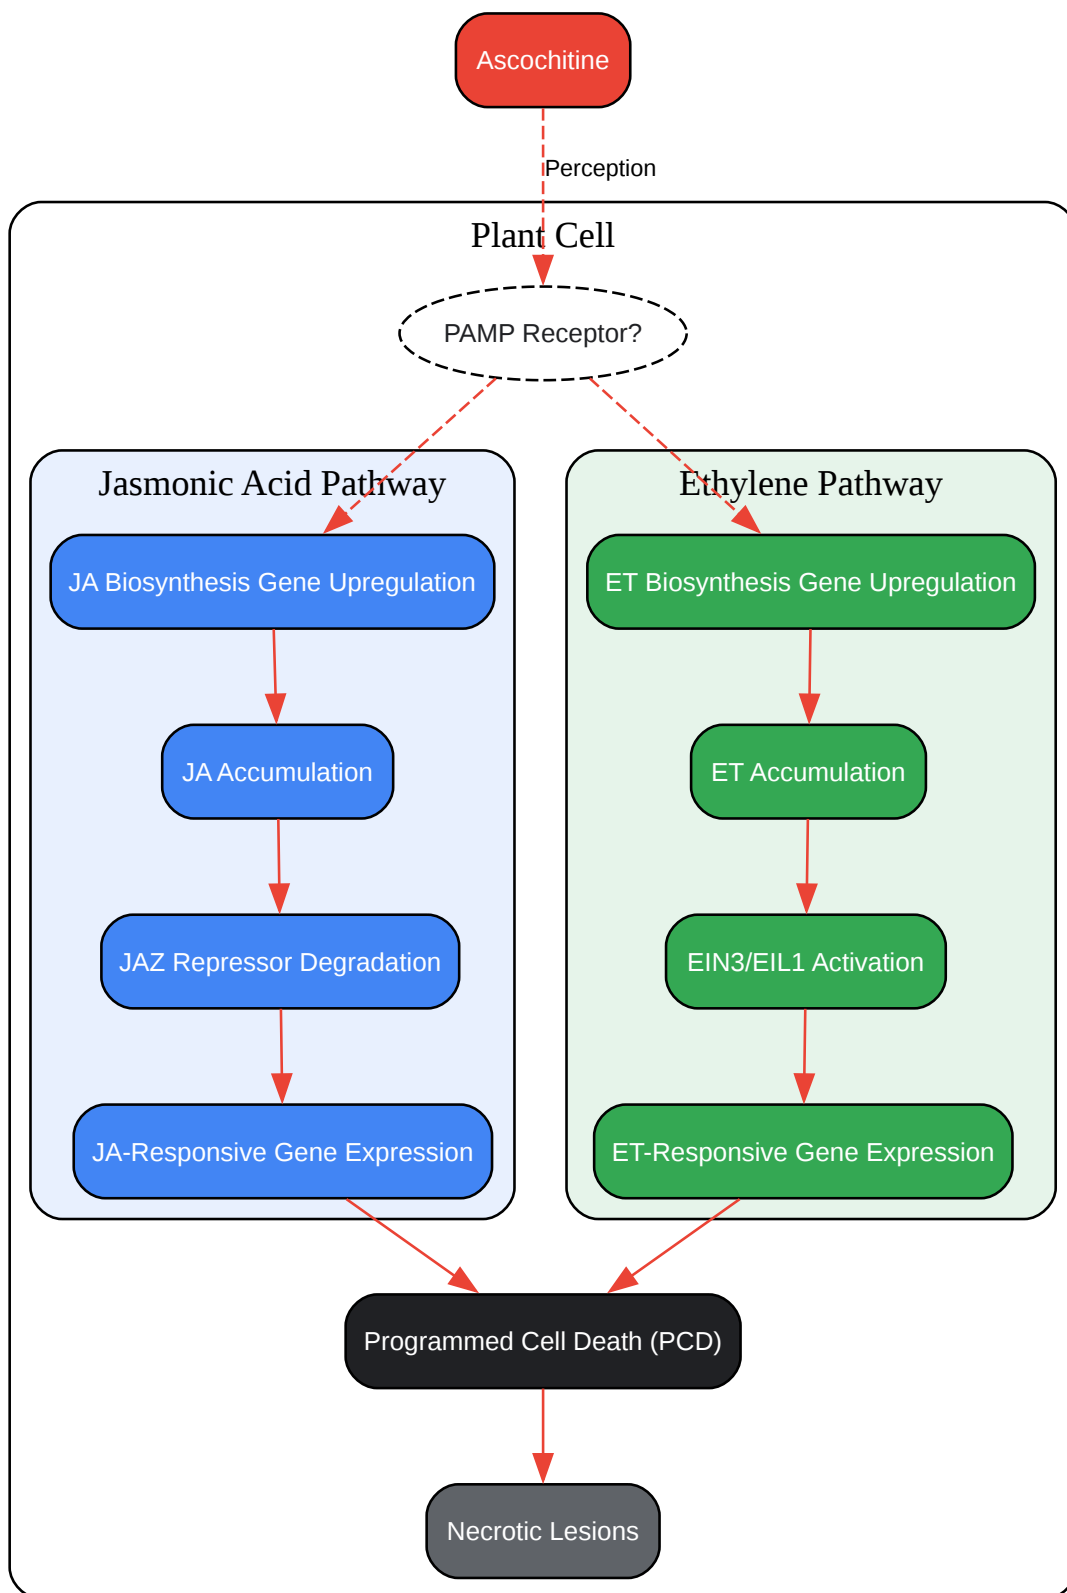 Ascochitine
Perception
Plant Cell
PAMP Receptor?
Jasmonic Acid Pathway
Ethylene Pathway
JA Biosynthesis Gene Upregulation
ET Biosynthesis Gene Upregulation
JA Accumulation
ET Accumulation
JAZ Repressor Degradation
EIN3/EIL1 Activation
JA-Responsive Gene Expression
ET-Responsive Gene Expression
Programmed Cell Death (PCD)
Necrotic Lesions